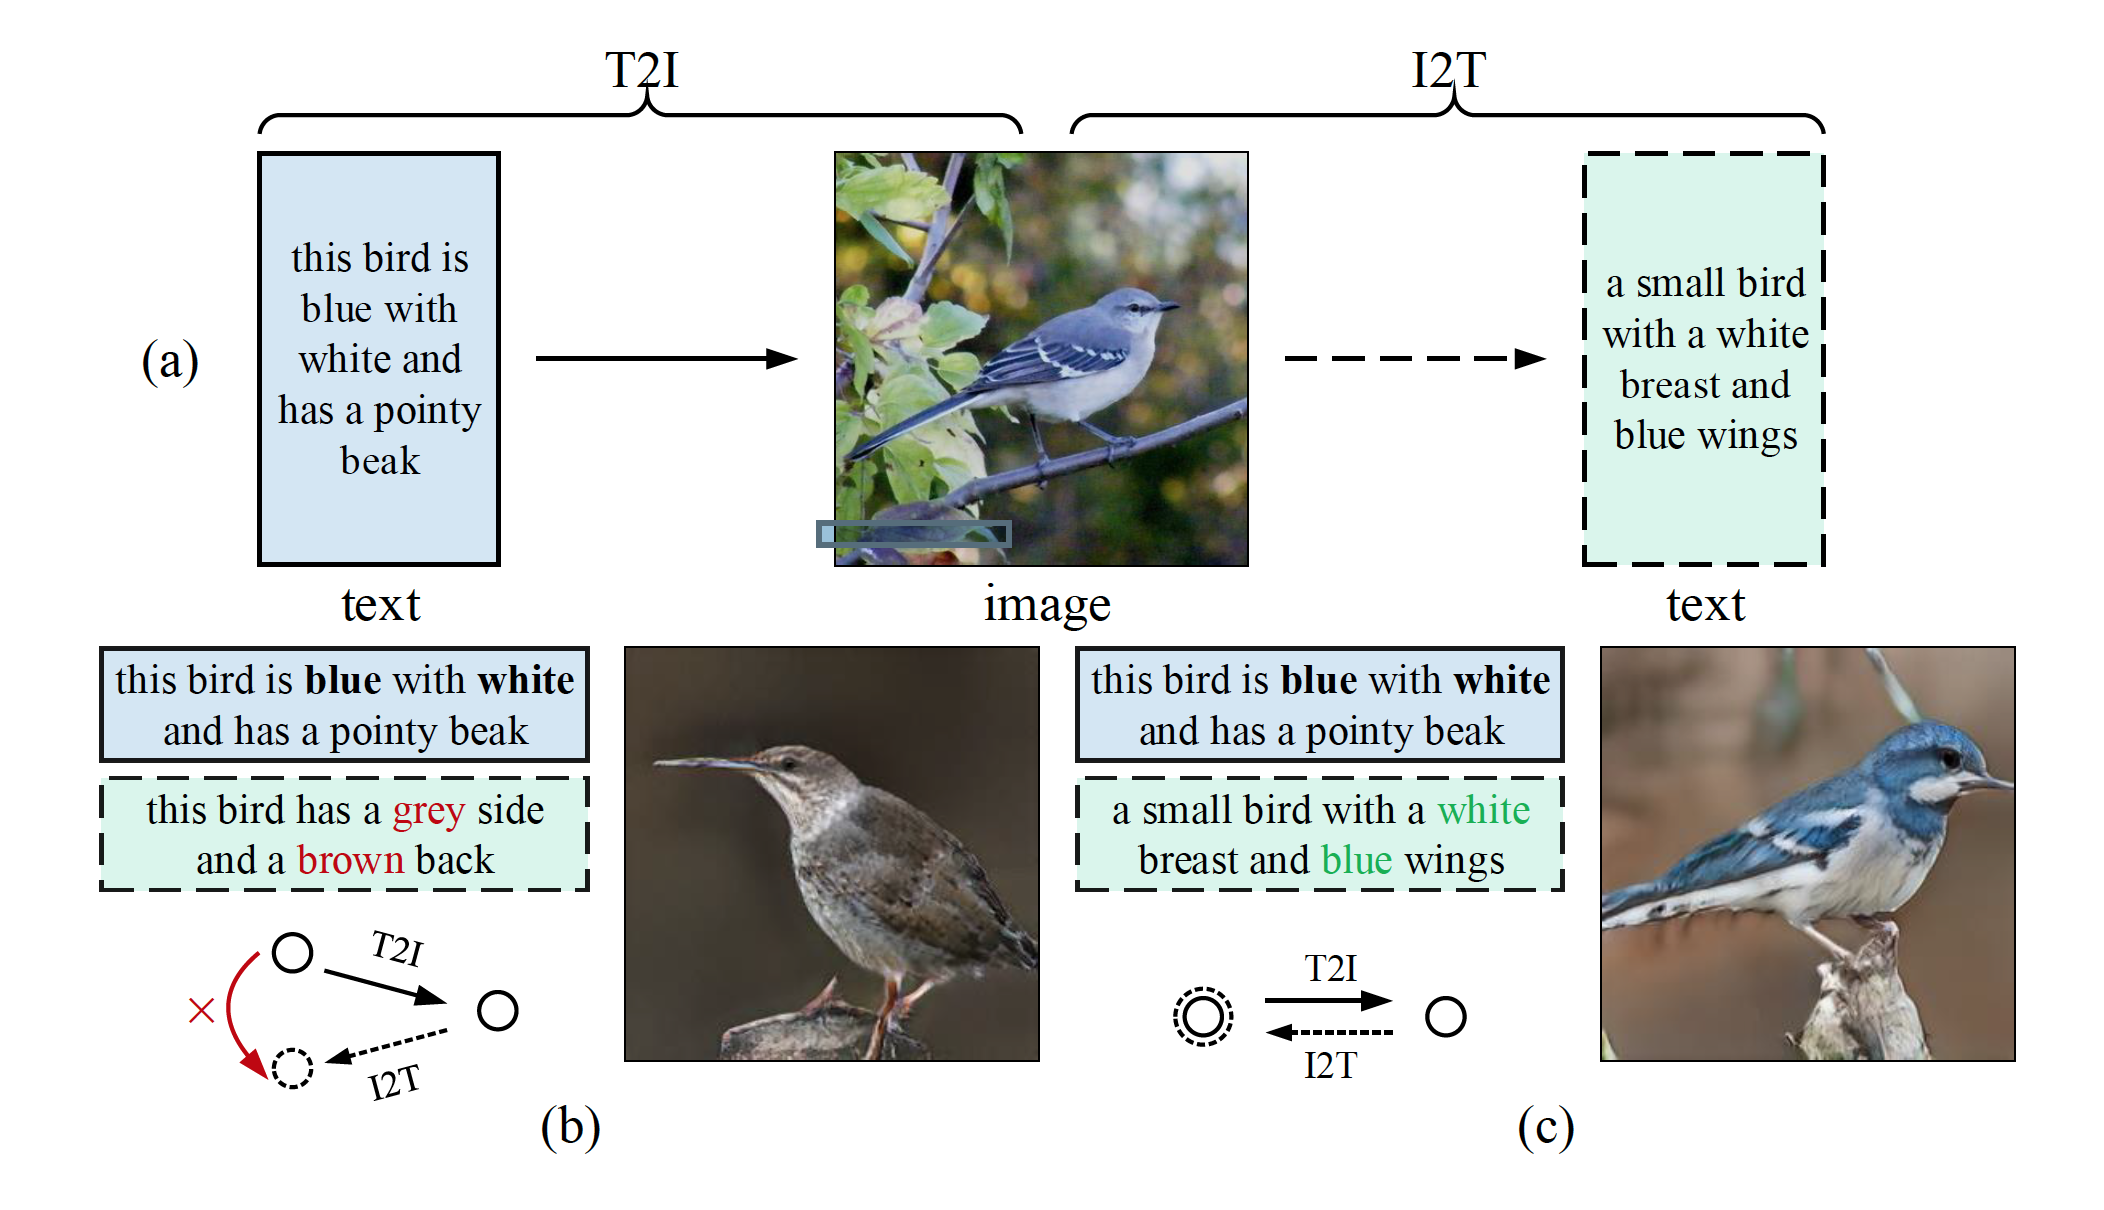 T2I
I2T
(a)
this bird is
blue with
white and
has a pointy
beak
a small bird
with a white
breast and
blue wings
text
image
text
this bird is blue with white
and has a pointy beak
this bird has a grey side
and a brown back
T2I
×
I2T
(b)
this bird is blue with white
and has a pointy beak
a small bird with a white
breast and blue wings
T2I
I2T
(c)